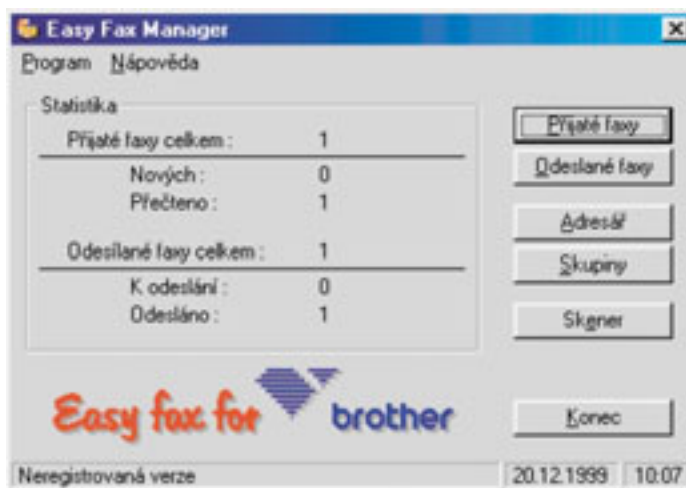 Easy Fax Manager
Program Nápověda
Statistika
Přijaté faxy celkem : 1
Nových : 0
Přečteno : 1
Odesílané faxy celkem : 1
K odeslání : 0
Odesláno : 1
Přijaté faxy
Odeslané faxy
Adresář
Skupiny
Skener
Konec
Easy fax for brother
Neregistrovaná verze 20.12.1999 10:07